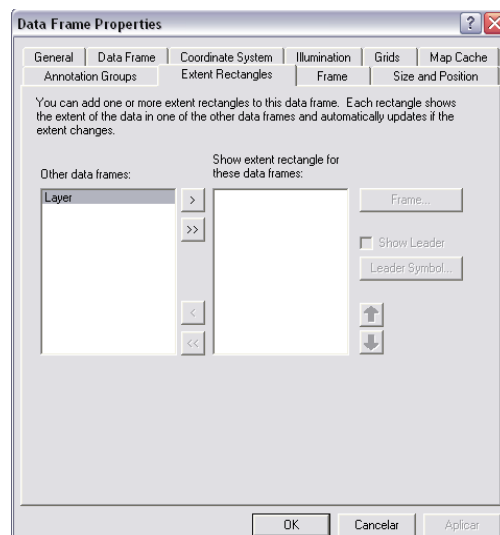 Data Frame Properties
?
General Data Frame Coordinate System Illumination Grids Map Cache
Annotation Groups Extent Rectangles Frame Size and Position
You can add one or more extent rectangles to this data frame. Each rectangle shows
the extent of the data in one of the other data frames and automatically updates if the
extent changes.
Other data frames:
Show extent rectangle for
these data frames:
Layer
>
>>
<
<<
Frame...
Show Leader
Leader Symbol...
OK Cancelar Aplicar